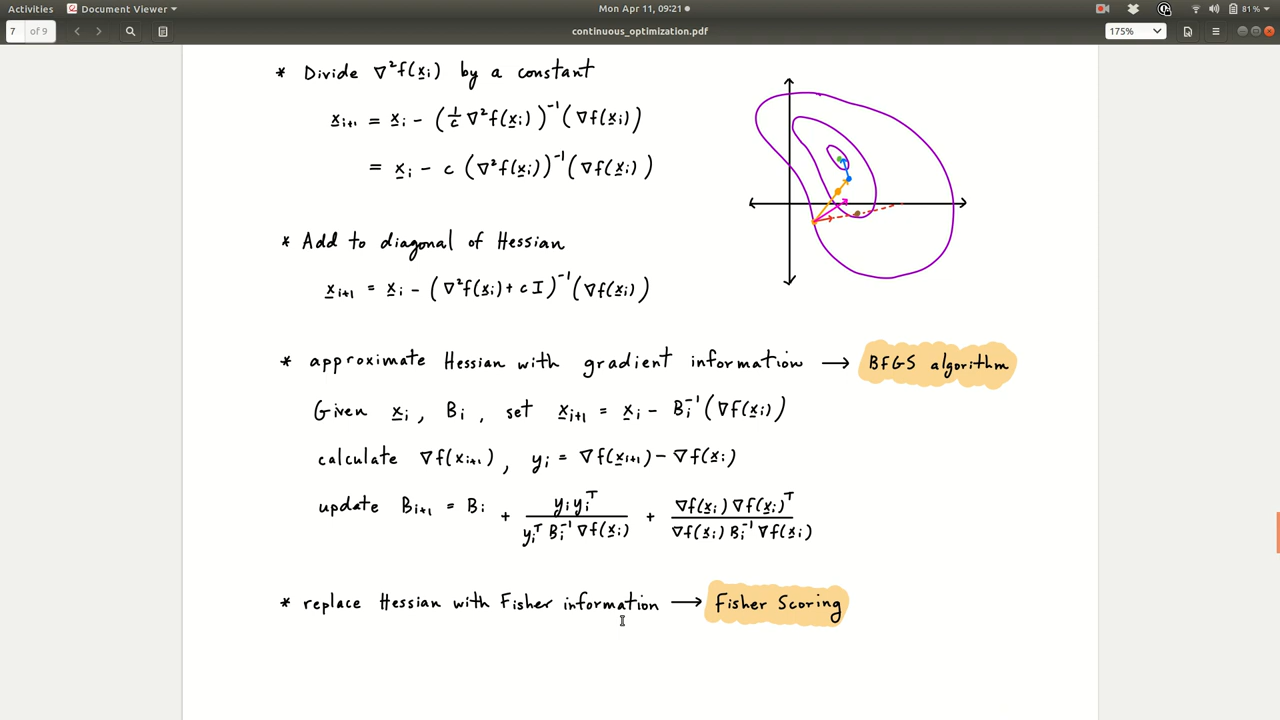 Activities Document Viewer Mon Apr 11, 09:21 81%
7 of 9 continuous_optimization.pdf 175%
* Divide ∇²f(x̲ᵢ) by a constant
x̲ᵢ₊₁ = x̲ᵢ − (1/c ∇²f(x̲ᵢ))⁻¹(∇f(x̲ᵢ))
= x̲ᵢ − c (∇²f(x̲ᵢ))⁻¹(∇f(x̲ᵢ))
* Add to diagonal of Hessian
x̲ᵢ₊₁ = x̲ᵢ − (∇²f(x̲ᵢ) + c I)⁻¹(∇f(x̲ᵢ))
* approximate Hessian with gradient information → BFGS algorithm
Given x̲ᵢ, Bᵢ, set x̲ᵢ₊₁ = x̲ᵢ − Bᵢ⁻¹(∇f(x̲ᵢ))
calculate ∇f(xᵢ₊₁), yᵢ = ∇f(x̲ᵢ₊₁) − ∇f(x̲ᵢ)
update Bᵢ₊₁ = Bᵢ + yᵢyᵢᵀ / yᵢᵀ Bᵢ⁻¹ ∇f(x̲ᵢ) + ∇f(x̲ᵢ) ∇f(x̲ᵢ)ᵀ / ∇f(x̲ᵢ) Bᵢ⁻¹ ∇f(x̲ᵢ)
* replace Hessian with Fisher information → Fisher Scoring